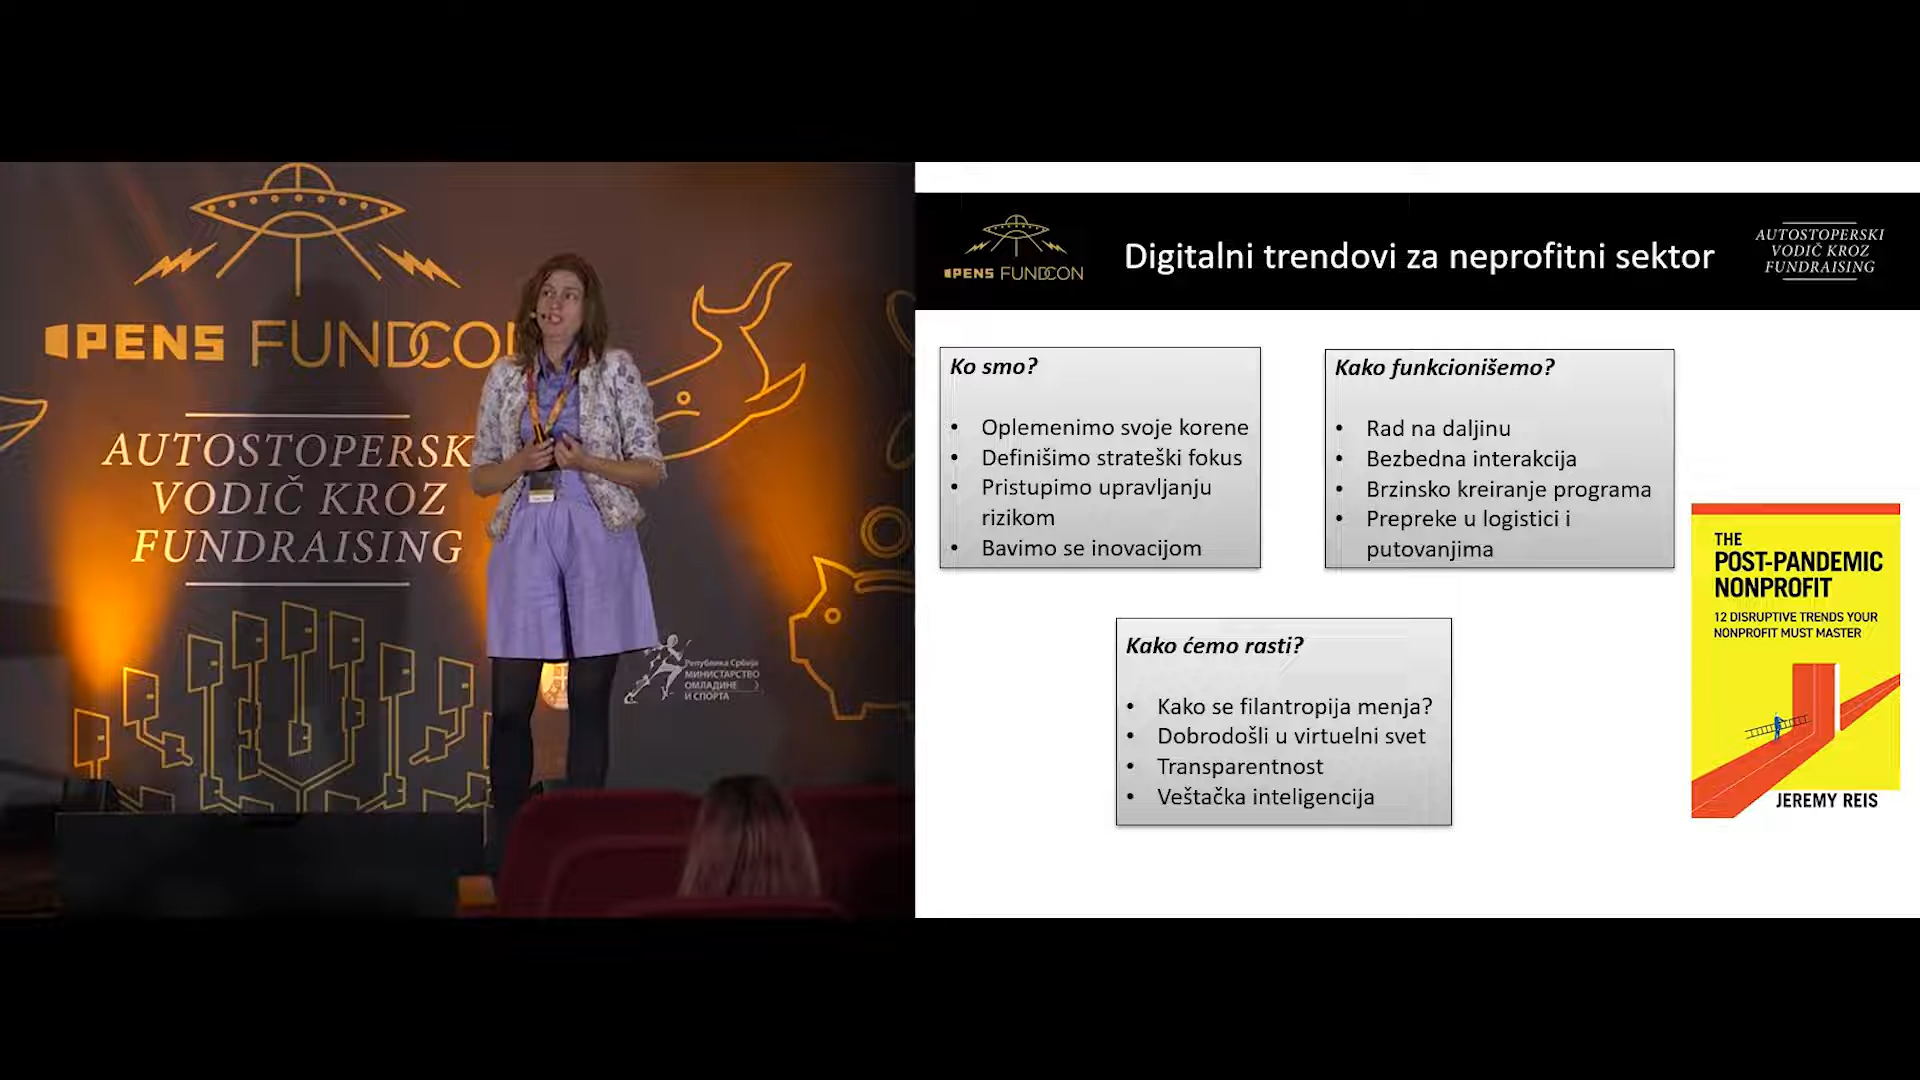 OPENS FUNDCO
AUTOSTOPERSK
VODIČ KROZ
FUNDRAISING
Република Србија
МИНИСТАРСТВО
ОМЛАДИНЕ
И СПОРТА
OPENS FUNDCON
Digitalni trendovi za neprofitni sektor
AUTOSTOPERSKI
VODIČ KROZ
FUNDRAISING
Ko smo?
• Oplemenimo svoje korene
• Definišimo strateški fokus
• Pristupimo upravljanju
rizikom
• Bavimo se inovacijom
Kako funkcionišemo?
• Rad na daljinu
• Bezbedna interakcija
• Brzinsko kreiranje programa
• Prepreke u logistici i
putovanjima
Kako ćemo rasti?
• Kako se filantropija menja?
• Dobrodošli u virtuelni svet
• Transparentnost
• Veštačka inteligencija
THE
POST-PANDEMIC
NONPROFIT
12 DISRUPTIVE TRENDS YOUR
NONPROFIT MUST MASTER
JEREMY REIS